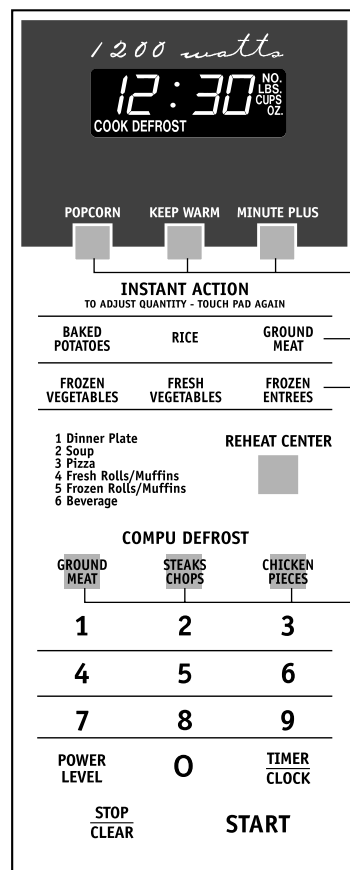 1200 watts
12:30 NO. LBS. CUPS OZ.
COOK DEFROST
POPCORN KEEP WARM MINUTE PLUS
INSTANT ACTION
TO ADJUST QUANTITY - TOUCH PAD AGAIN
BAKED POTATOES RICE GROUND MEAT
FROZEN VEGETABLES FRESH VEGETABLES FROZEN ENTREES
1 Dinner Plate
2 Soup
3 Pizza
4 Fresh Rolls/Muffins
5 Frozen Rolls/Muffins
6 Beverage
REHEAT CENTER
COMPU DEFROST
GROUND MEAT STEAKS CHOPS CHICKEN PIECES
1 2 3
4 5 6
7 8 9
POWER LEVEL 0 TIMER CLOCK
STOP CLEAR START